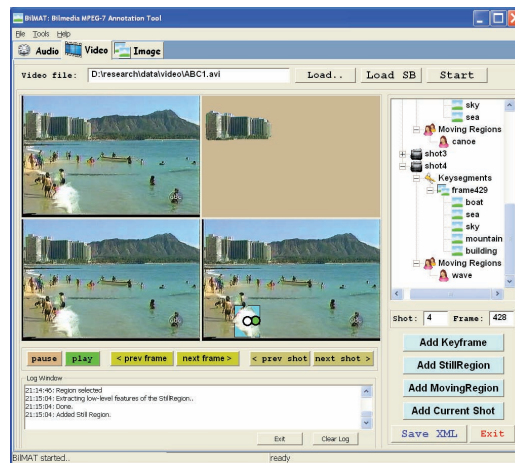 BilMAT: Bilmedia MPEG-7 Annotation Tool
File Tools Help
Audio Video Image
Video file: D:\research\data\video\ABC1.avi Load.. Load SB Start
sky
sea
Moving Regions
canoe
shot3
shot4
Keysegments
frame429
boat
sea
sky
mountain
building
Moving Regions
wave
abc
Shot: 4 Frame: 428
pause play < prev frame next frame > < prev shot next shot >
Add Keyframe
Add StillRegion
Add MovingRegion
Add Current Shot
Save XML Exit
Log Window
21:14:46: Region selected
21:15:04: Extracting low-level features of the StillRegion..
21:15:04: Done.
21:15:04: Added Still Region.
Exit Clear Log
BilMAT started.. ready